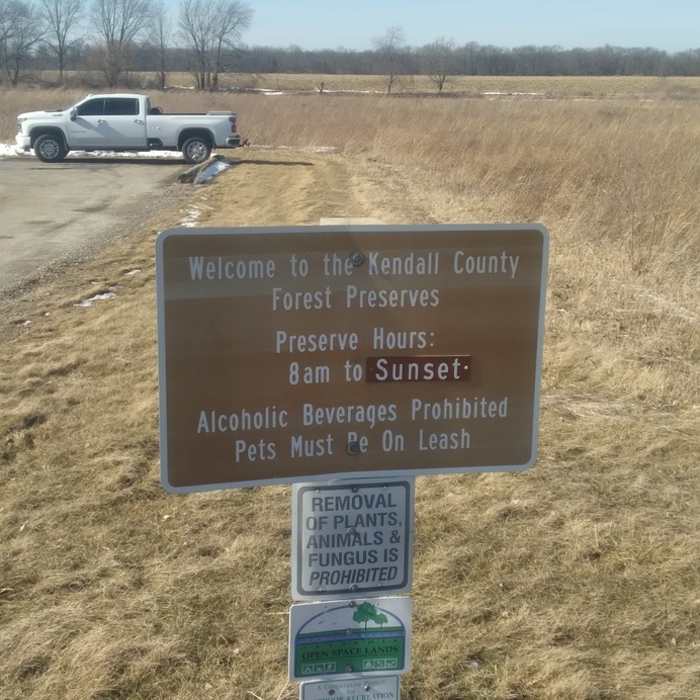 Welcome to the Kendall County
Forest Preserves
Preserve Hours:
8am to Sunset
Alcoholic Beverages Prohibited
Pets Must Be On Leash
REMOVAL
OF PLANTS,
ANIMALS &
FUNGUS IS
PROHIBITED
OPEN SPACE LANDS